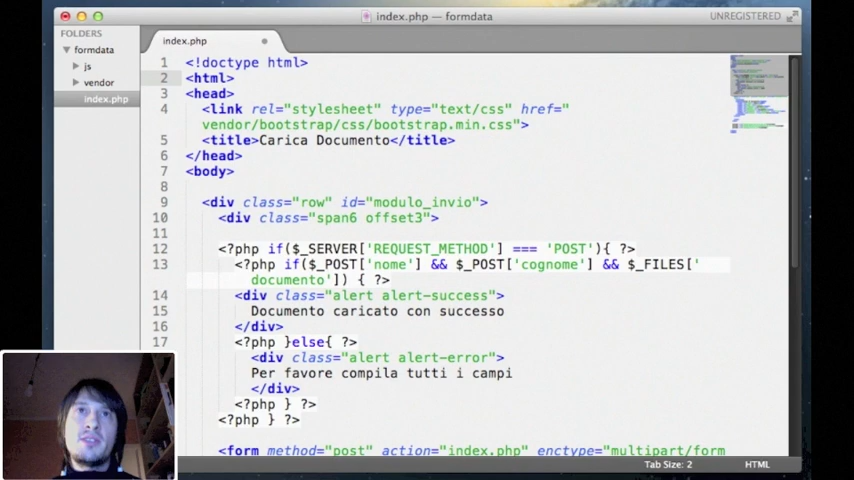 index.php — formdata
UNREGISTERED
FOLDERS
formdata
js
vendor
index.php
index.php
1 <!doctype html>
2 <html>
3 <head>
4 <link rel="stylesheet" type="text/css" href="
vendor/bootstrap/css/bootstrap.min.css">
5 <title>Carica Documento</title>
6 </head>
7 <body>
8
9 <div class="row" id="modulo_invio">
10 <div class="span6 offset3">
11
12 <?php if($_SERVER['REQUEST_METHOD'] === 'POST'){ ?>
13 <?php if($_POST['nome'] && $_POST['cognome'] && $_FILES['
documento']) { ?>
14 <div class="alert alert-success">
15 Documento caricato con successo
16 </div>
17 <?php }else{ ?>
<div class="alert alert-error">
Per favore compila tutti i campi
</div>
<?php } ?>
<?php } ?>
<form method="post" action="index.php" enctype="multipart/form
Tab Size: 2
HTML